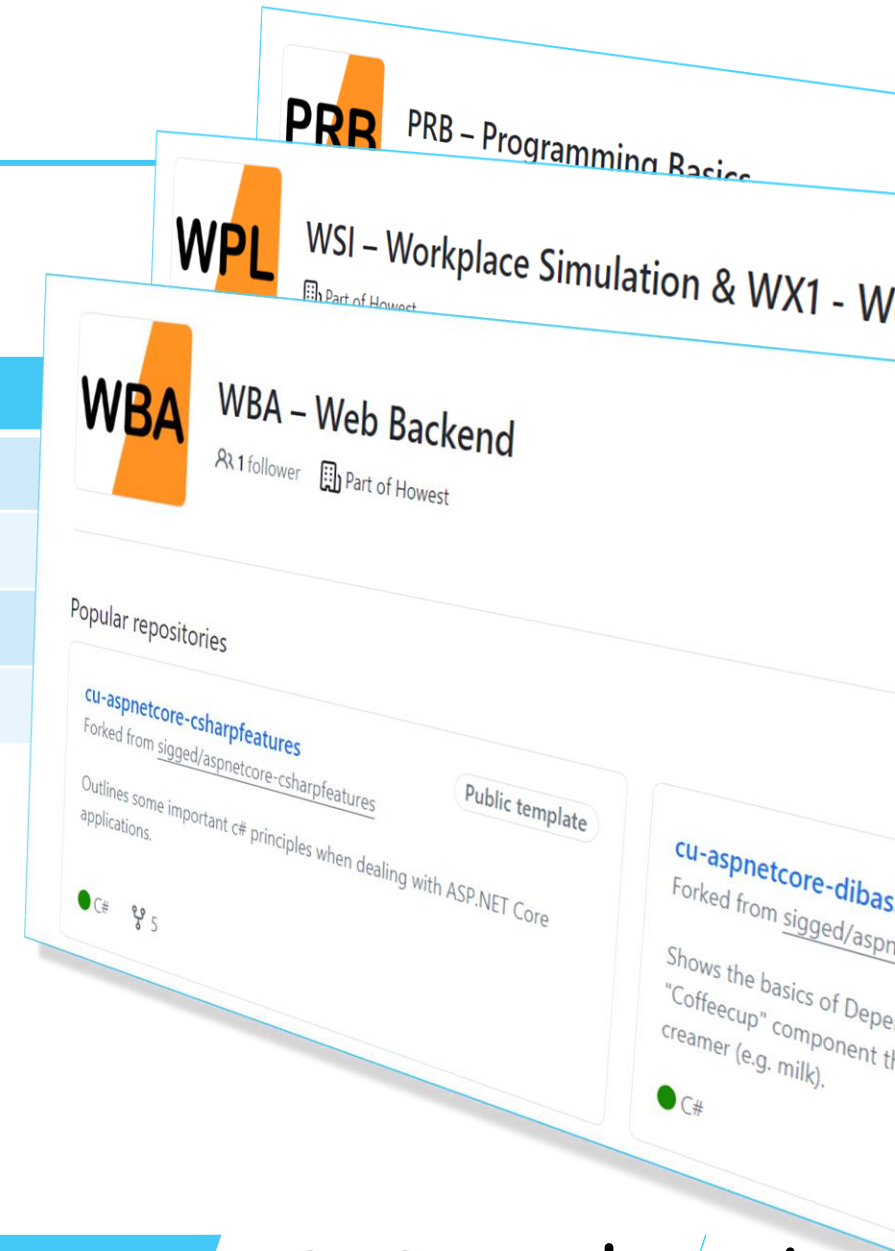 PRB
PRB – Programming Basics
WPL
WSI – Workplace Simulation & WX1 - W
Part of Howest
WBA
WBA – Web Backend
1 follower Part of Howest
Popular repositories
cu-aspnetcore-csharpfeatures
Forked from sigged/aspnetcore-csharpfeatures
Public template
Outlines some important c# principles when dealing with ASP.NET Core
applications.
C# 5
cu-aspnetcore-dibas
Forked from sigged/aspn
Shows the basics of Depe
"Coffeecup" component th
creamer (e.g. milk).
C#